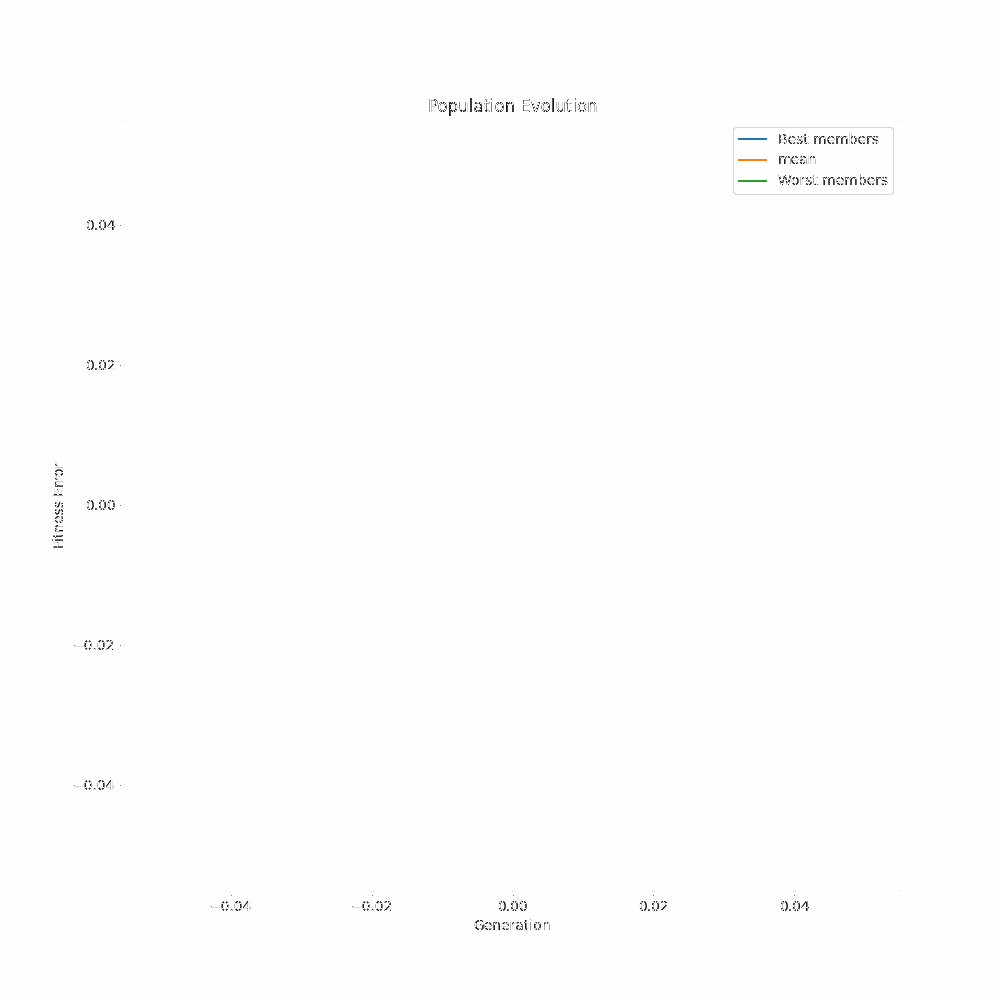 Population Evolution
Best members
mean
Worst members
0.04
0.02
0.00
−0.02
−0.04
Fitness Error
−0.04 −0.02 0.00 0.02 0.04
Generation